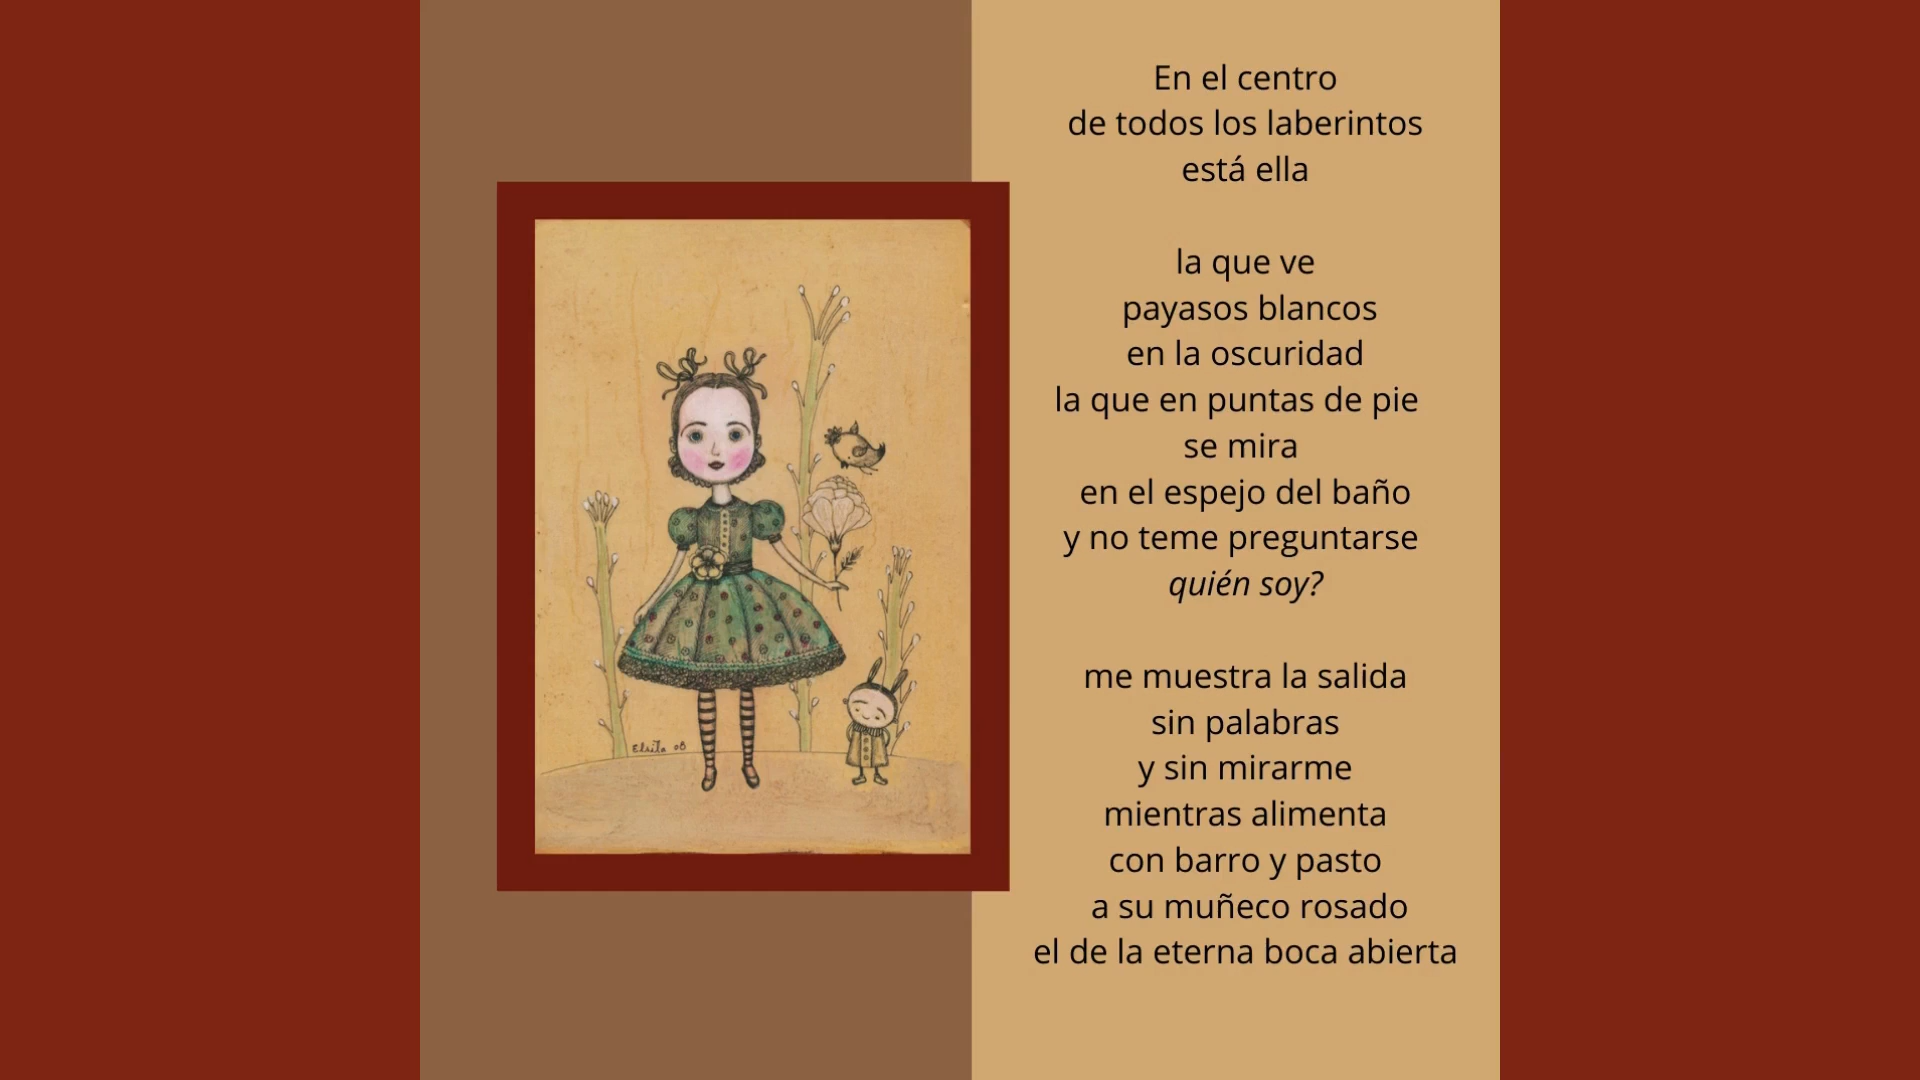 En el centro
de todos los laberintos
está ella
la que ve
payasos blancos
en la oscuridad
la que en puntas de pie
se mira
en el espejo del baño
y no teme preguntarse
quién soy?
me muestra la salida
sin palabras
y sin mirarme
mientras alimenta
con barro y pasto
a su muñeco rosado
el de la eterna boca abierta
Elsita 08